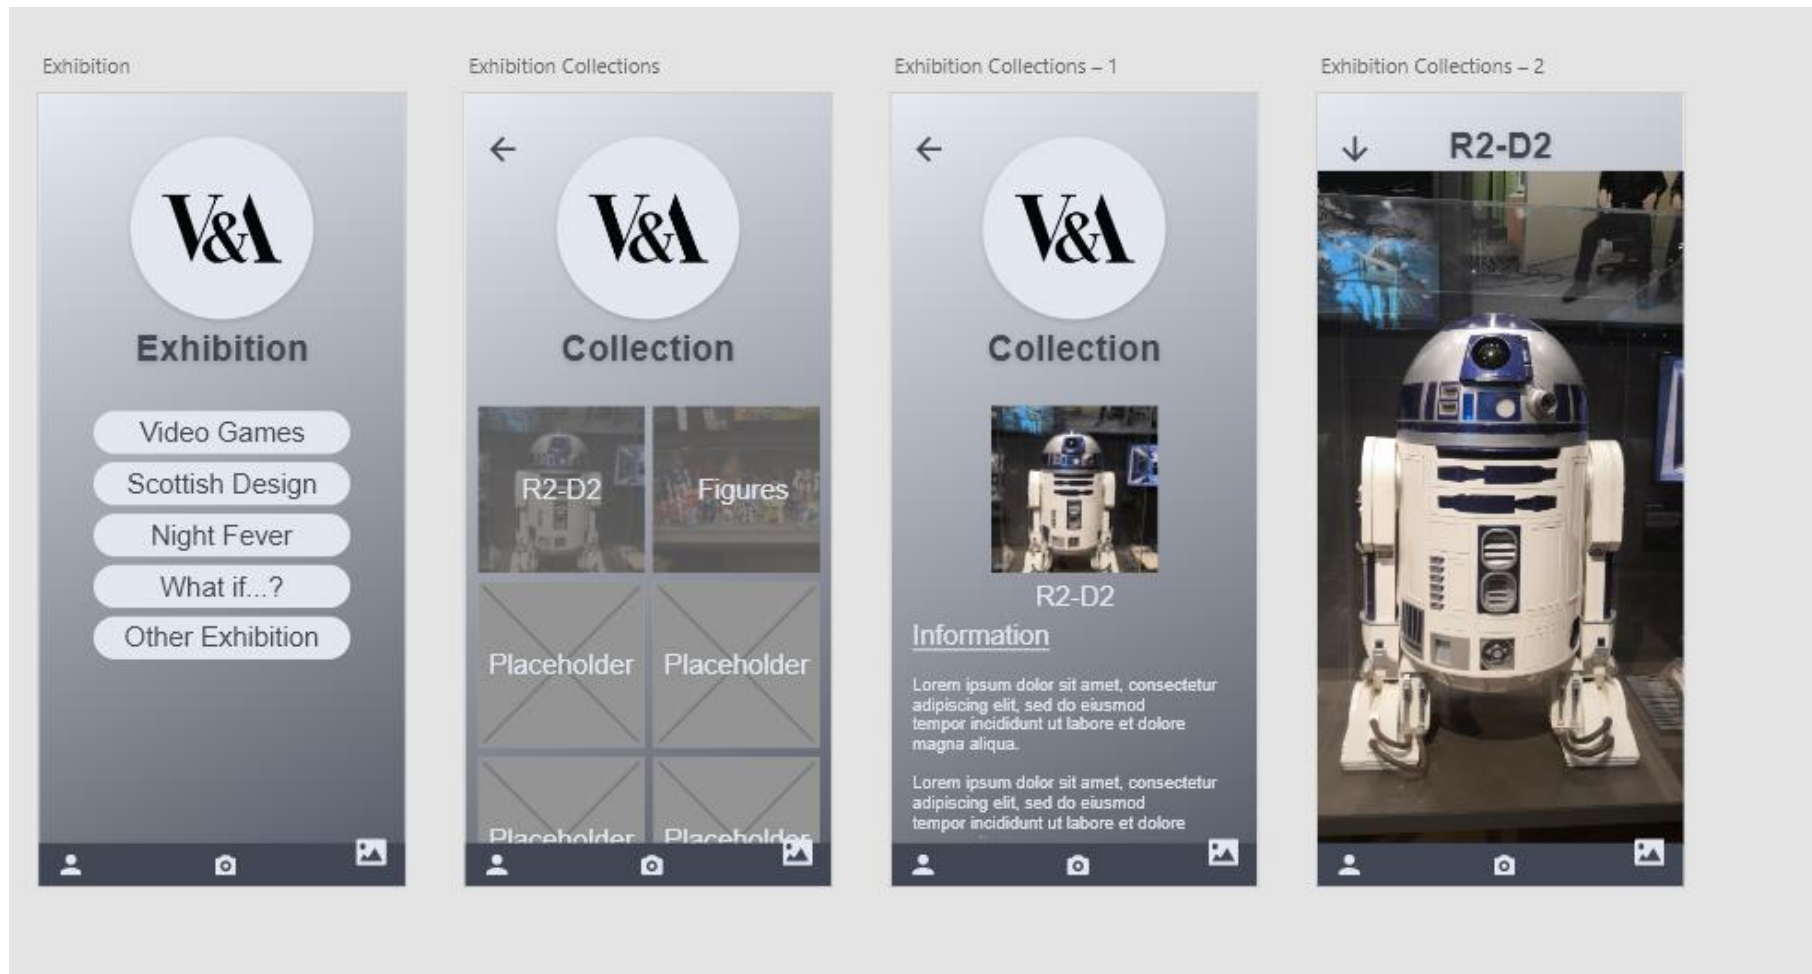 Exhibition
V&A
Exhibition
Video Games
Scottish Design
Night Fever
What if...?
Other Exhibition
Exhibition Collections
V&A
Collection
R2-D2
Figures
Placeholder
Placeholder
Placeholder
Placeholder
Exhibition Collections – 1
V&A
Collection
R2-D2
Information
Lorem ipsum dolor sit amet, consectetur
adipiscing elit, sed do eiusmod
tempor incididunt ut labore et dolore
magna aliqua.
Lorem ipsum dolor sit amet, consectetur
adipiscing elit, sed do eiusmod
tempor incididunt ut labore et dolore
Exhibition Collections – 2
R2-D2